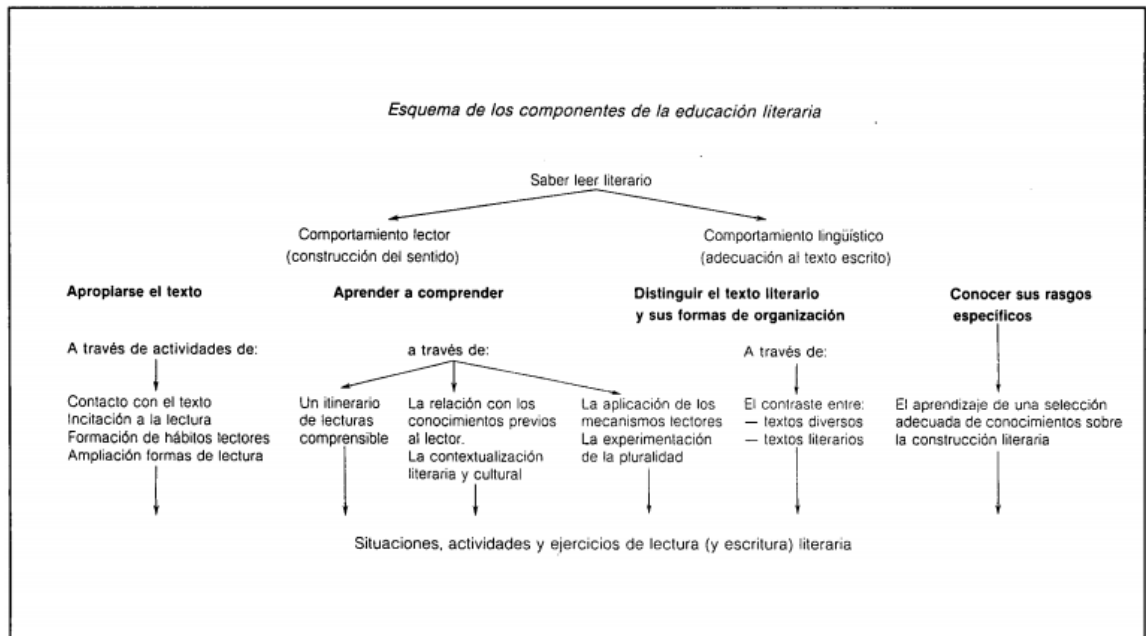 Esquema de los componentes de la educación literaria
Saber leer literario
Comportamiento lector
(construcción del sentido)
Comportamiento lingüístico
(adecuación al texto escrito)
Apropiarse el texto
Aprender a comprender
Distinguir el texto literario
y sus formas de organización
Conocer sus rasgos
específicos
A través de actividades de:
a través de:
A través de:
Contacto con el texto
Incitación a la lectura
Formación de hábitos lectores
Ampliación formas de lectura
Un itinerario
de lecturas
comprensible
La relación con los
conocimientos previos
al lector.
La contextualización
literaria y cultural
La aplicación de los
mecanismos lectores
La experimentación
de la pluralidad
El contraste entre:
— textos diversos
— textos literarios
El aprendizaje de una selección
adecuada de conocimientos sobre
la construcción literaria
Situaciones, actividades y ejercicios de lectura (y escritura) literaria